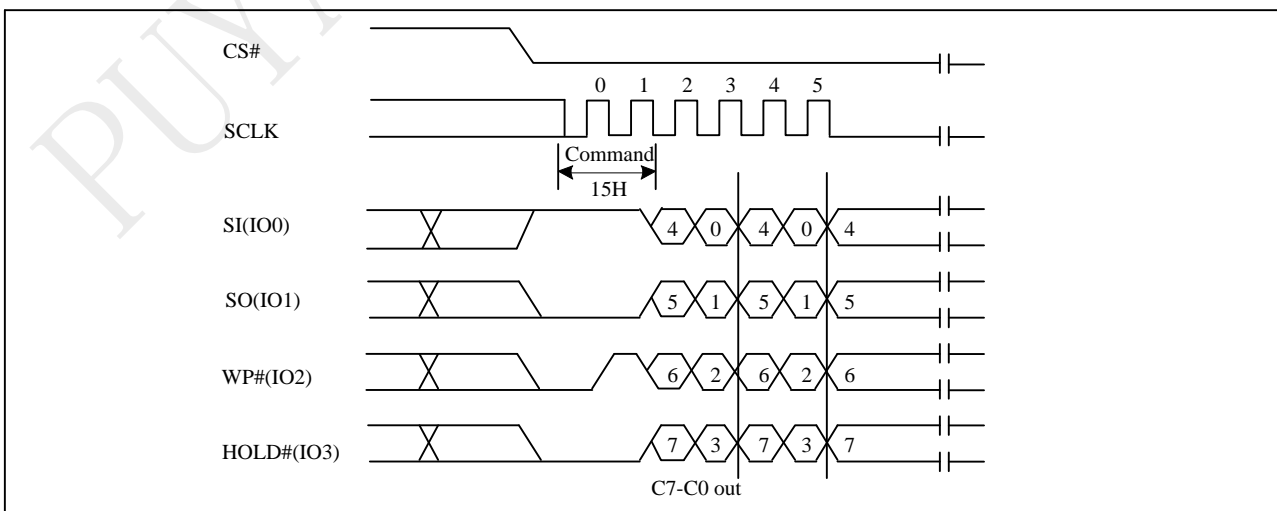 PUYA
CS#
0 1 2 3 4 5
SCLK
Command
15H
SI(IO0)
4 0 4 0 4
SO(IO1)
5 1 5 1 5
WP#(IO2)
6 2 6 2 6
HOLD#(IO3)
7 3 7 3 7
C7-C0 out